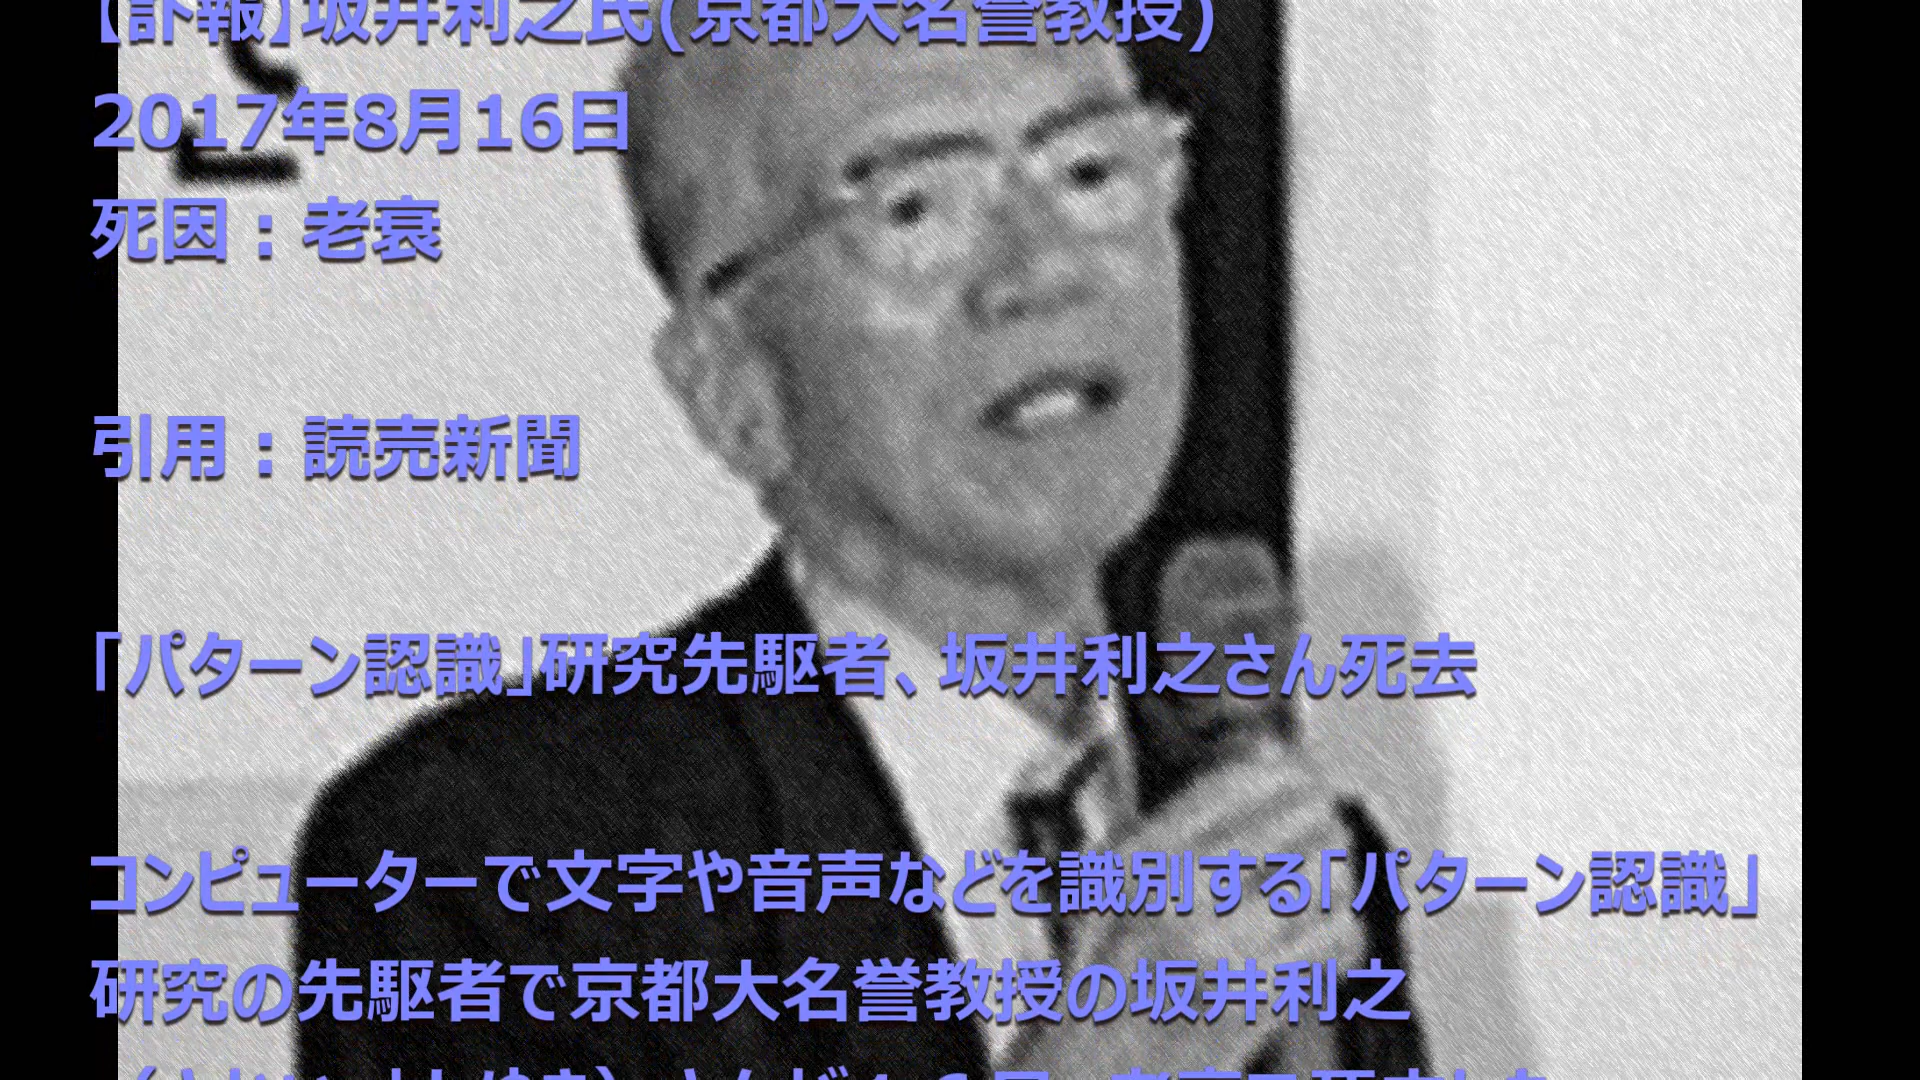 【訃報】坂井利之氏(京都大名誉教授)
2017年8月16日
死因：老衰
引用：読売新聞
「パターン認識」研究先駆者、坂井利之さん死去
コンピューターで文字や音声などを識別する「パターン認識」
研究の先駆者で京都大名誉教授の坂井利之